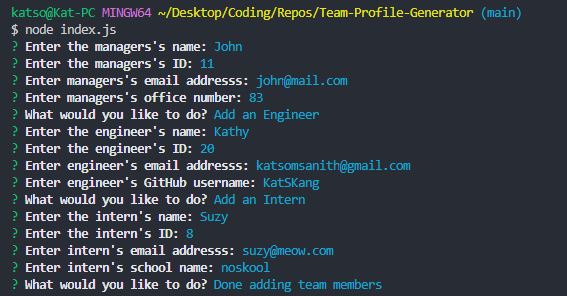 katso@Kat-PC MINGW64 ~/Desktop/Coding/Repos/Team-Profile-Generator (main)
$ node index.js
? Enter the managers's name: John
? Enter the managers's ID: 11
? Enter managers's email addresss: john@mail.com
? Enter managers's office number: 83
? What would you like to do? Add an Engineer
? Enter the engineer's name: Kathy
? Enter the engineer's ID: 20
? Enter engineer's email addresss: katsomsanith@gmail.com
? Enter engineer's GitHub username: KatSKang
? What would you like to do? Add an Intern
? Enter the intern's name: Suzy
? Enter the intern's ID: 8
? Enter intern's email addresss: suzy@meow.com
? Enter intern's school name: noskool
? What would you like to do? Done adding team members